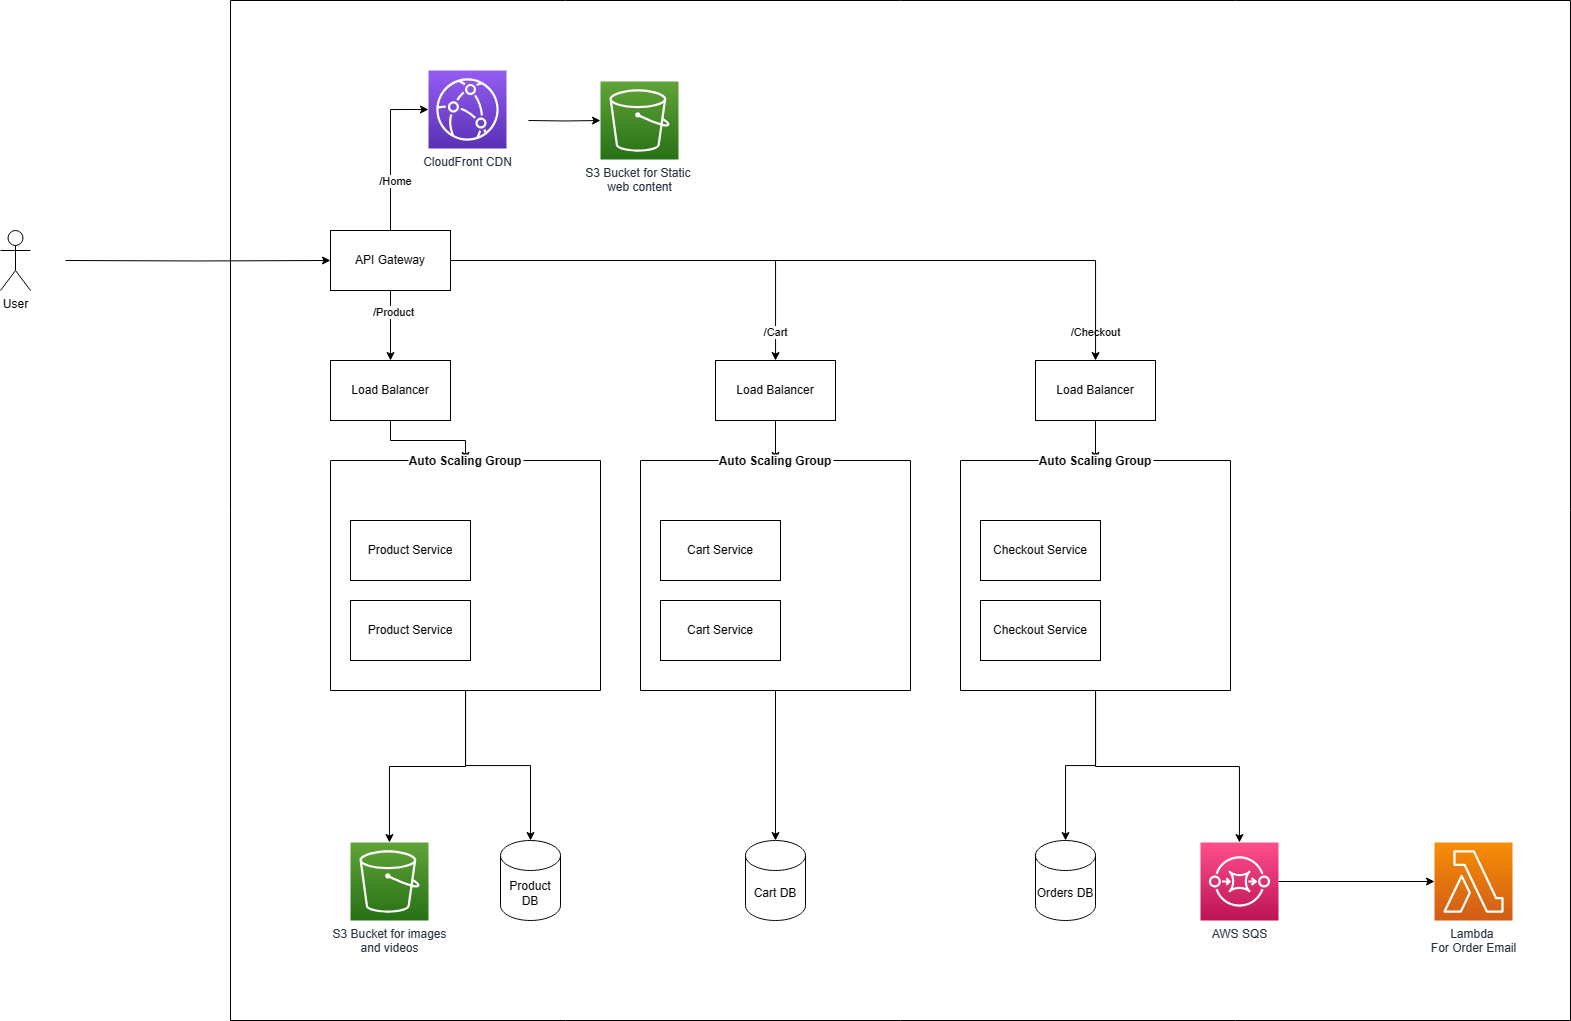 CloudFront CDN
S3 Bucket for Static
web content
/Home
User
API Gateway
/Product
/Cart
/Checkout
Load Balancer
Load Balancer
Load Balancer
Auto Scaling Group
Auto Scaling Group
Auto Scaling Group
Product Service
Cart Service
Checkout Service
Product Service
Cart Service
Checkout Service
Product
DB
Cart DB
Orders DB
S3 Bucket for images
and videos
AWS SQS
Lambda
For Order Email